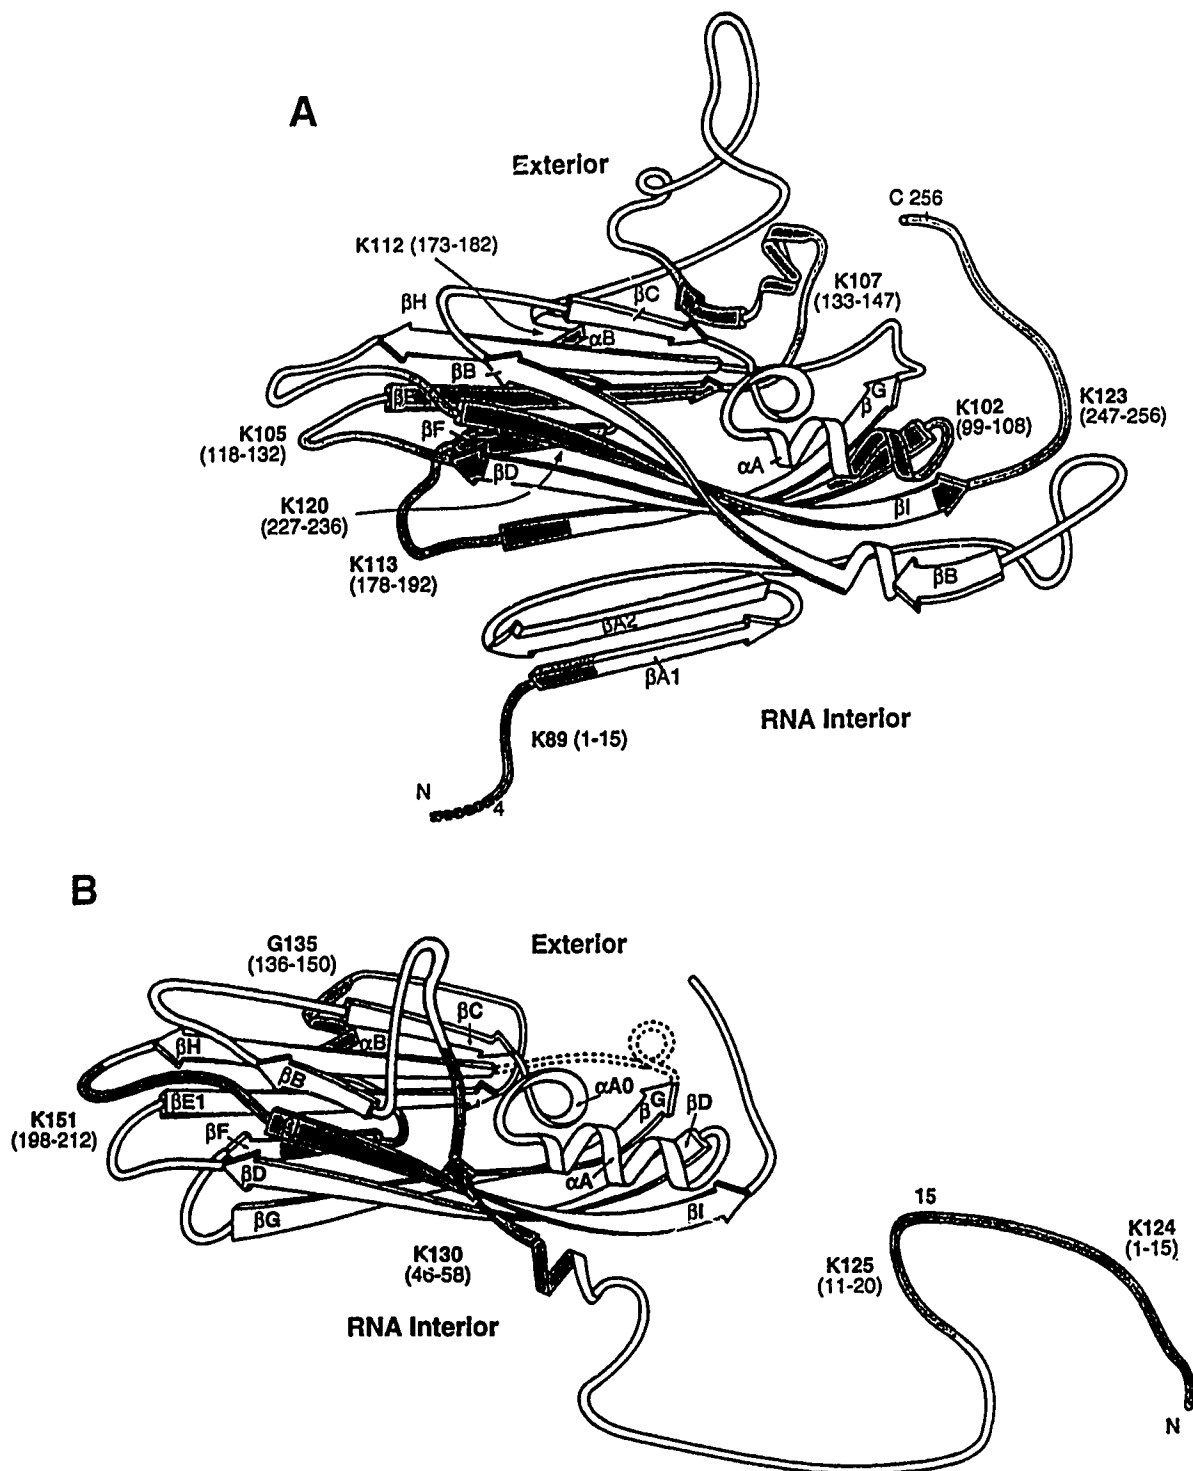 A
Exterior
C 256
K112 (173-182)
K107
(133-147)
βH
βC
αB
βB
βE
βG
K123
(247-256)
K102
(99-108)
K105
(118-132)
βF
αA
βD
βI
K120
(227-236)
K113
(178-192)
βB
βA2
βA1
RNA Interior
K89 (1-15)
N
4
B
G135
(136-150)
Exterior
βC
βH
αB
αA0
βB
βG
βE1
βD
K151
(198-212)
βF
βD
αA
βI
βG
15
K124
(1-15)
K130
(46-58)
K125
(11-20)
RNA Interior
N